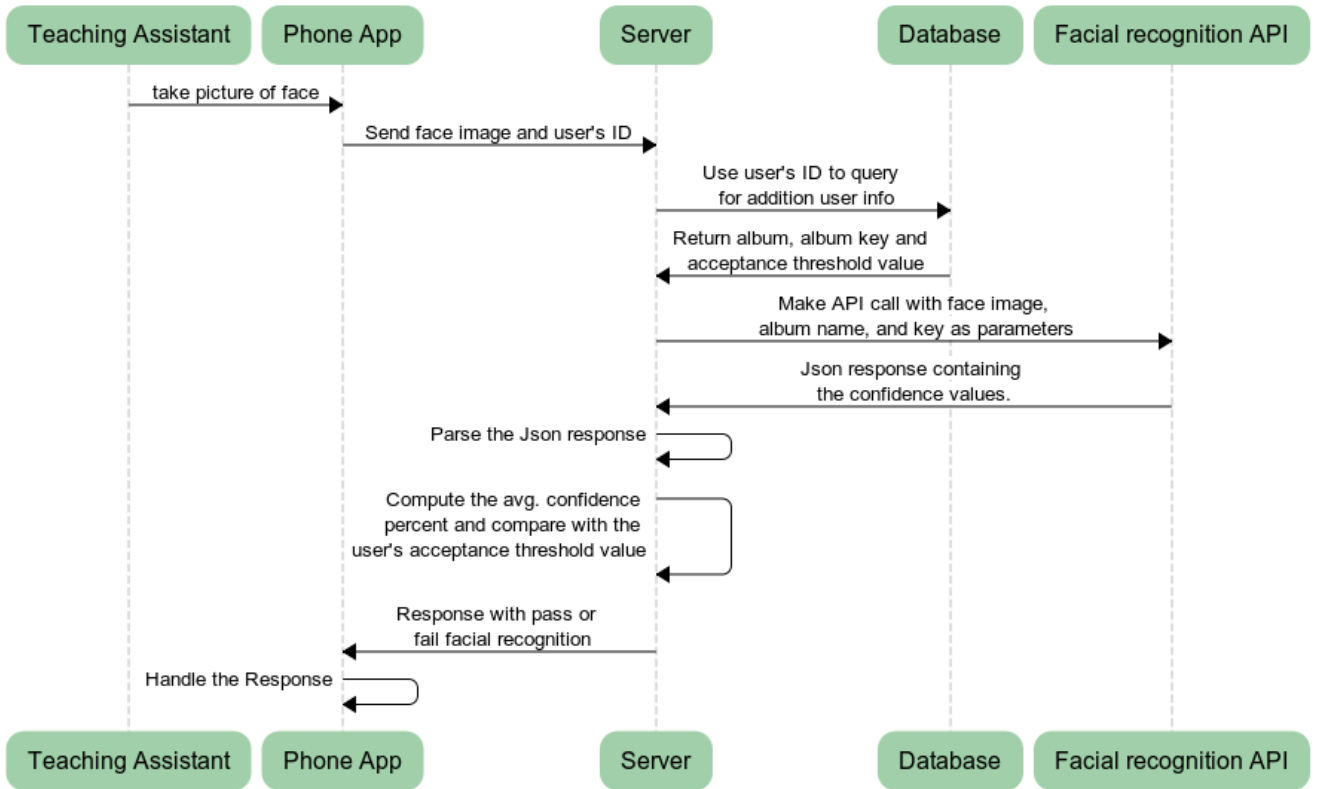 Teaching Assistant
Phone App
Server
Database
Facial recognition API
take picture of face
Send face image and user's ID
Use user's ID to query
for addition user info
Return album, album key and
acceptance threshold value
Make API call with face image,
album name, and key as parameters
Json response containing
the confidence values.
Parse the Json response
Compute the avg. confidence
percent and compare with the
user's acceptance threshold value
Response with pass or
fail facial recognition
Handle the Response
Teaching Assistant
Phone App
Server
Database
Facial recognition API